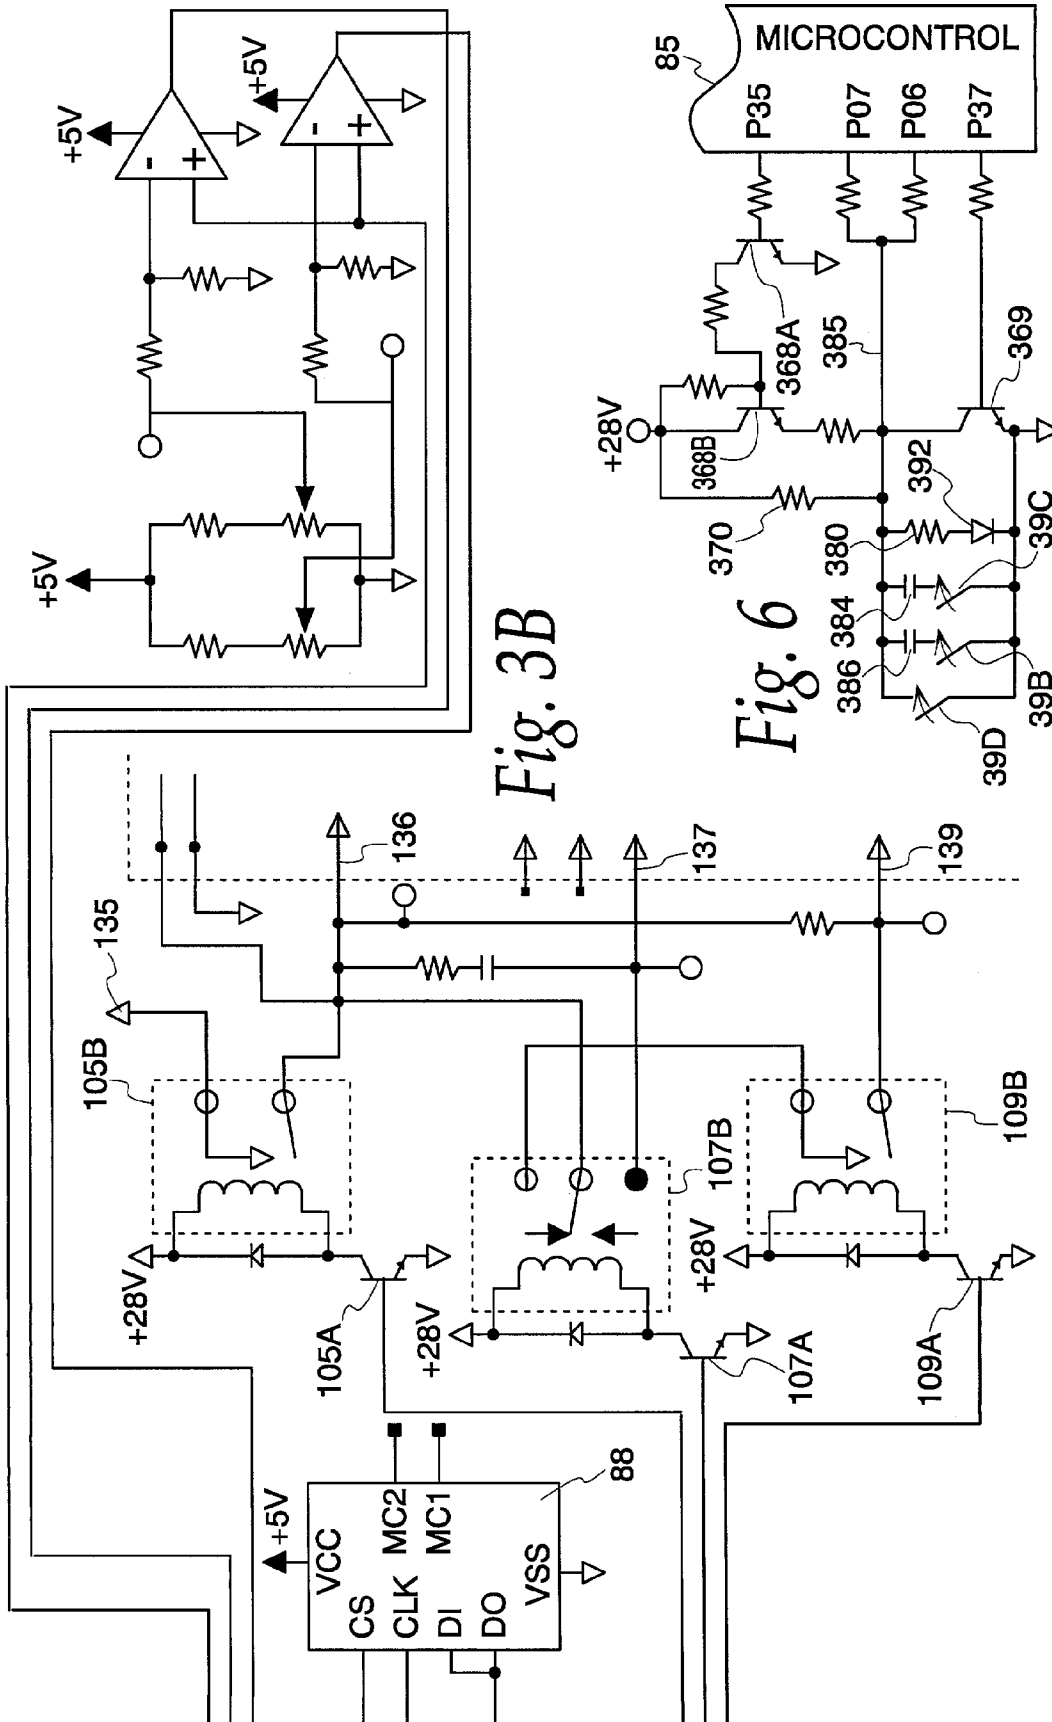 +5V
+5V
+5V
Fig. 3B
135
136
137
139
105B
107B
109B
+28V
+28V
+28V
105A
107A
109A
+5V
VCC
CS
CLK
DI
DO
MC2
MC1
VSS
88
MICROCONTROL
85
P35
P07
P06
P37
368A
385
369
+28V
368B
370
380
392
384
39C
386
39B
39D
Fig. 6